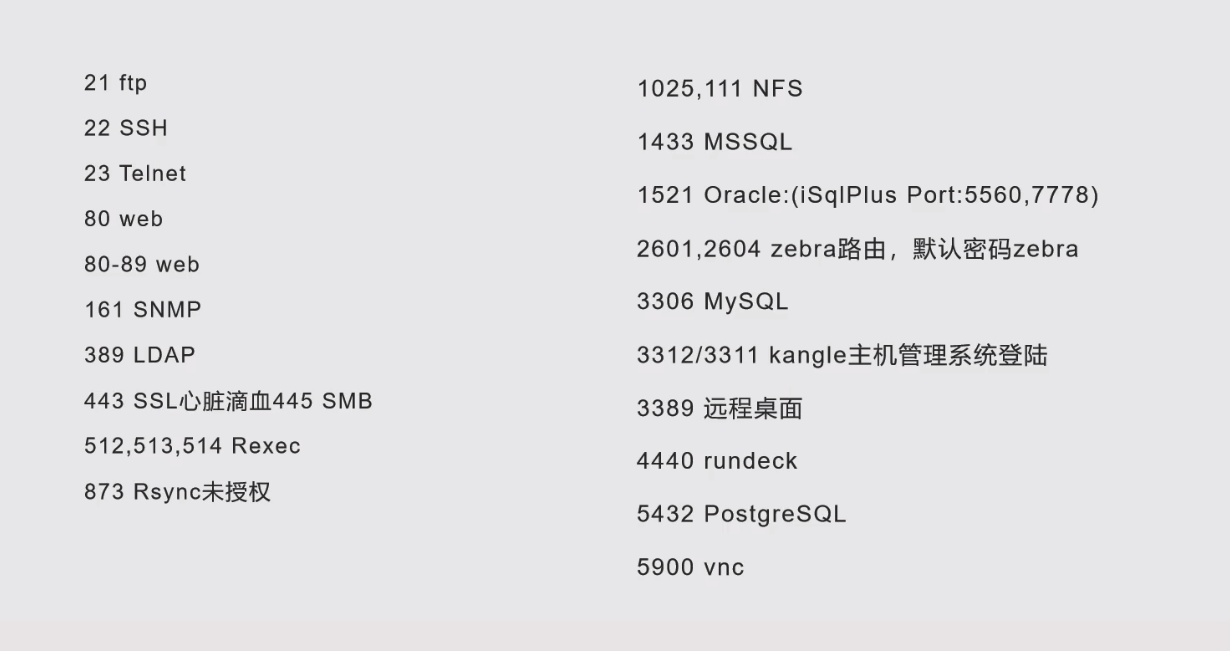 21 ftp
22 SSH
23 Telnet
80 web
80-89 web
161 SNMP
389 LDAP
443 SSL心脏滴血445 SMB
512,513,514 Rexec
873 Rsync未授权
1025,111 NFS
1433 MSSQL
1521 Oracle:(iSqlPlus Port:5560,7778)
2601,2604 zebra路由，默认密码zebra
3306 MySQL
3312/3311 kangle主机管理系统登陆
3389 远程桌面
4440 rundeck
5432 PostgreSQL
5900 vnc